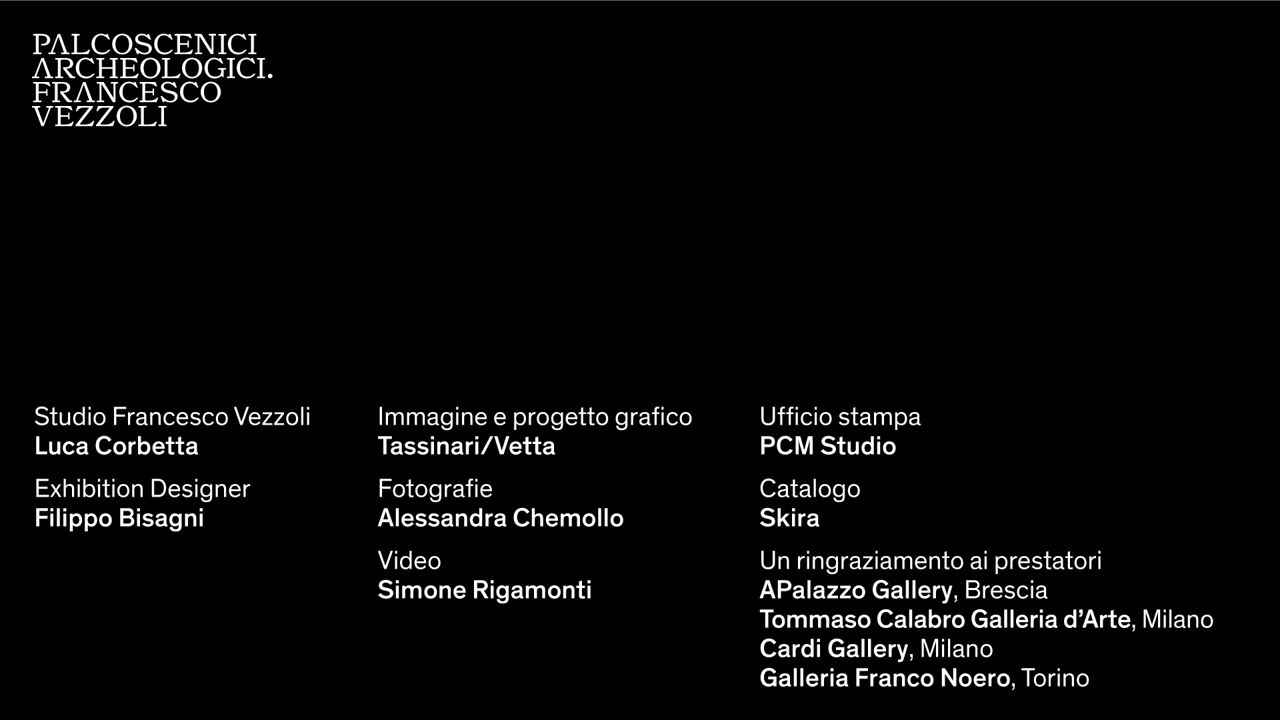 PALCOSCENICI
ARCHEOLOGICI.
FRANCESCO
VEZZOLI
Studio Francesco Vezzoli
Luca Corbetta
Exhibition Designer
Filippo Bisagni
Immagine e progetto grafico
Tassinari/Vetta
Fotografie
Alessandra Chemollo
Video
Simone Rigamonti
Ufficio stampa
PCM Studio
Catalogo
Skira
Un ringraziamento ai prestatori
APalazzo Gallery, Brescia
Tommaso Calabro Galleria d’Arte, Milano
Cardi Gallery, Milano
Galleria Franco Noero, Torino